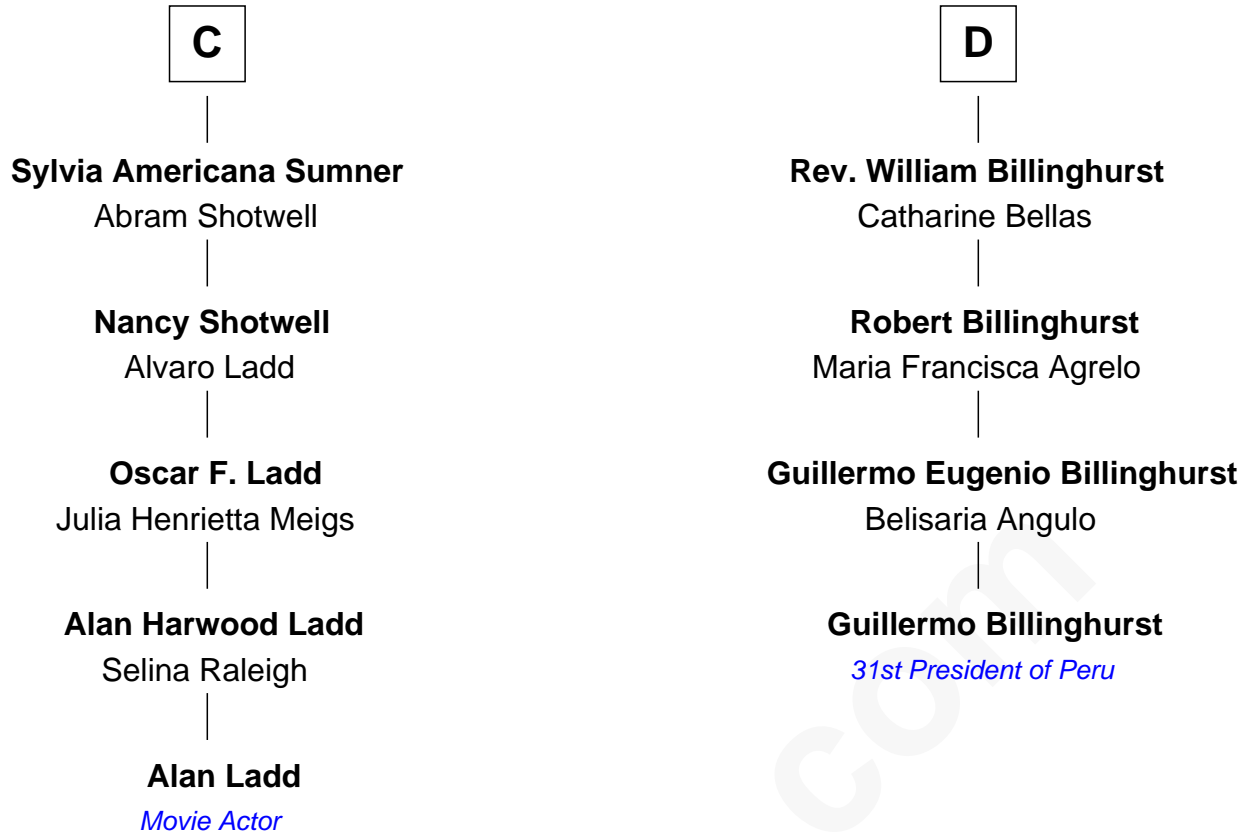 C
Sylvia Americana Sumner
Abram Shotwell
Nancy Shotwell
Alvaro Ladd
Oscar F. Ladd
Julia Henrietta Meigs
Alan Harwood Ladd
Selina Raleigh
Alan Ladd
Movie Actor
D
Rev. William Billinghurst
Catharine Bellas
Robert Billinghurst
Maria Francisca Agrelo
Guillermo Eugenio Billinghurst
Belisaria Angulo
Guillermo Billinghurst
31st President of Peru
com